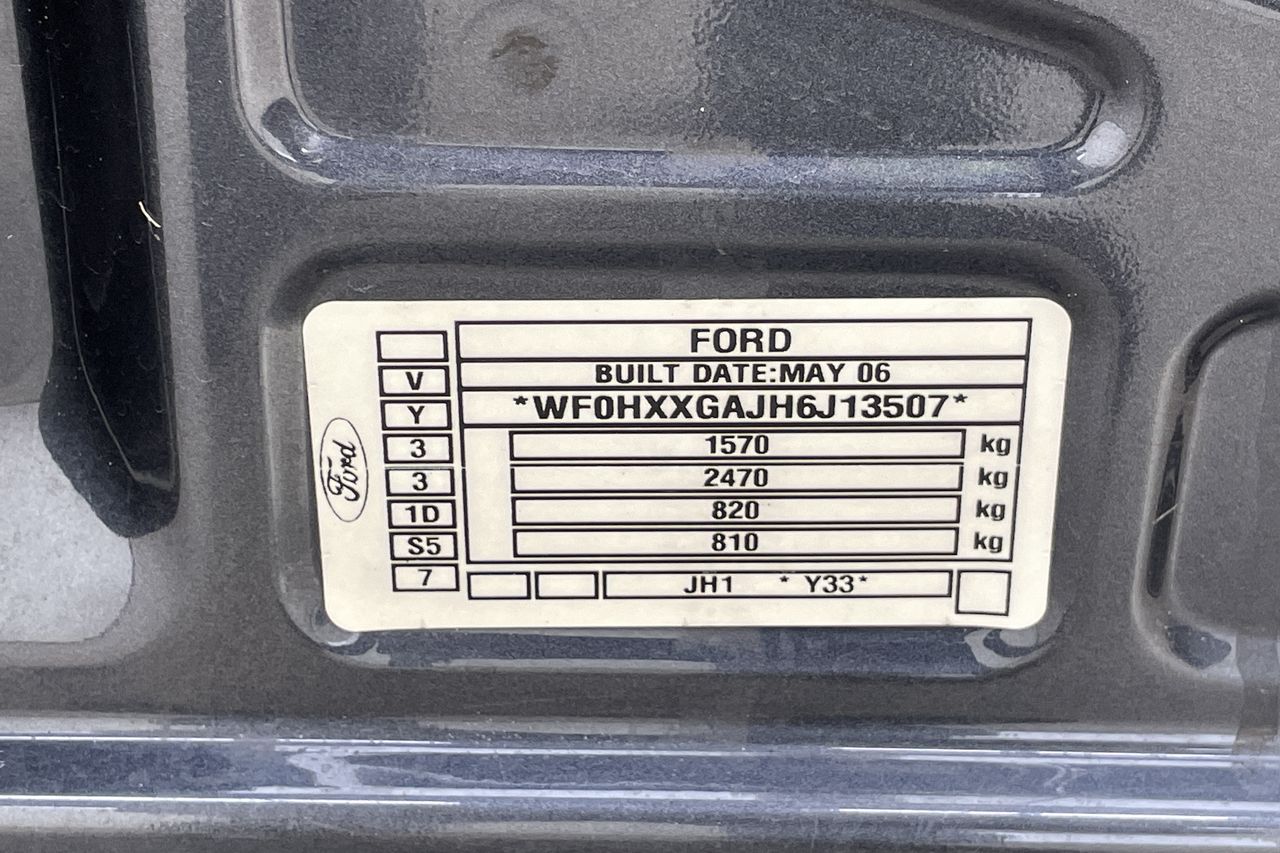 FORD
BUILT DATE:MAY 06
*WF0HXXGAJH6J13507*
1570 kg
2470 kg
820 kg
810 kg
JH1 * Y33*
V
Y
3
3
1D
S5
7
Ford